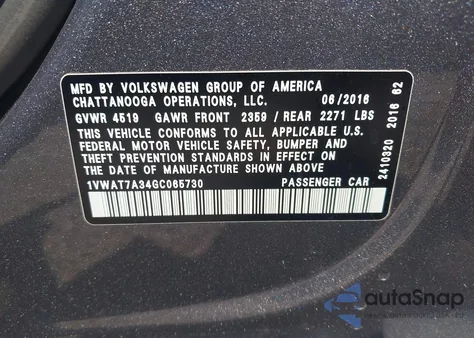 MFD BY VOLKSWAGEN GROUP OF AMERICA
CHATTANOOGA OPERATIONS, LLC. 06/2016
GVWR 4519 GAWR FRONT 2359 / REAR 2271 LBS
THIS VEHICLE CONFORMS TO ALL APPLICABLE U.S.
FEDERAL MOTOR VEHICLE SAFETY, BUMPER AND
THEFT PREVENTION STANDARDS IN EFFECT ON THE
DATE OF MANUFACTURE SHOWN ABOVE.
1VWAT7A34GC065730 PASSENGER CAR
2410820 2016 62
autoSnap